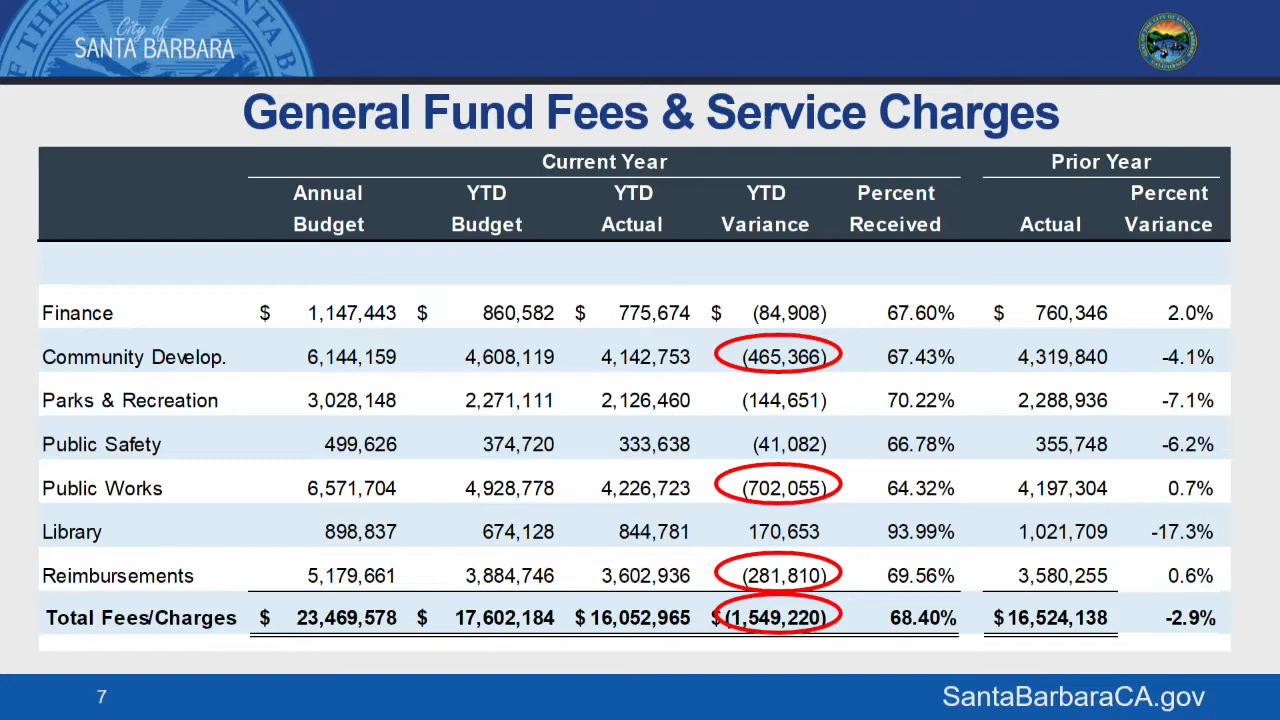 City of
SANTA BARBARA
General Fund Fees & Service Charges
Current Year Prior Year
Annual YTD YTD YTD Percent Percent
Budget Budget Actual Variance Received Actual Variance
Finance $ 1,147,443 $ 860,582 $ 775,674 $ (84,908) 67.60% $ 760,346 2.0%
Community Develop. 6,144,159 4,608,119 4,142,753 (465,366) 67.43% 4,319,840 -4.1%
Parks & Recreation 3,028,148 2,271,111 2,126,460 (144,651) 70.22% 2,288,936 -7.1%
Public Safety 499,626 374,720 333,638 (41,082) 66.78% 355,748 -6.2%
Public Works 6,571,704 4,928,778 4,226,723 (702,055) 64.32% 4,197,304 0.7%
Library 898,837 674,128 844,781 170,653 93.99% 1,021,709 -17.3%
Reimbursements 5,179,661 3,884,746 3,602,936 (281,810) 69.56% 3,580,255 0.6%
Total Fees/Charges $ 23,469,578 $ 17,602,184 $ 16,052,965 $ (1,549,220) 68.40% $ 16,524,138 -2.9%
7
SantaBarbaraCA.gov